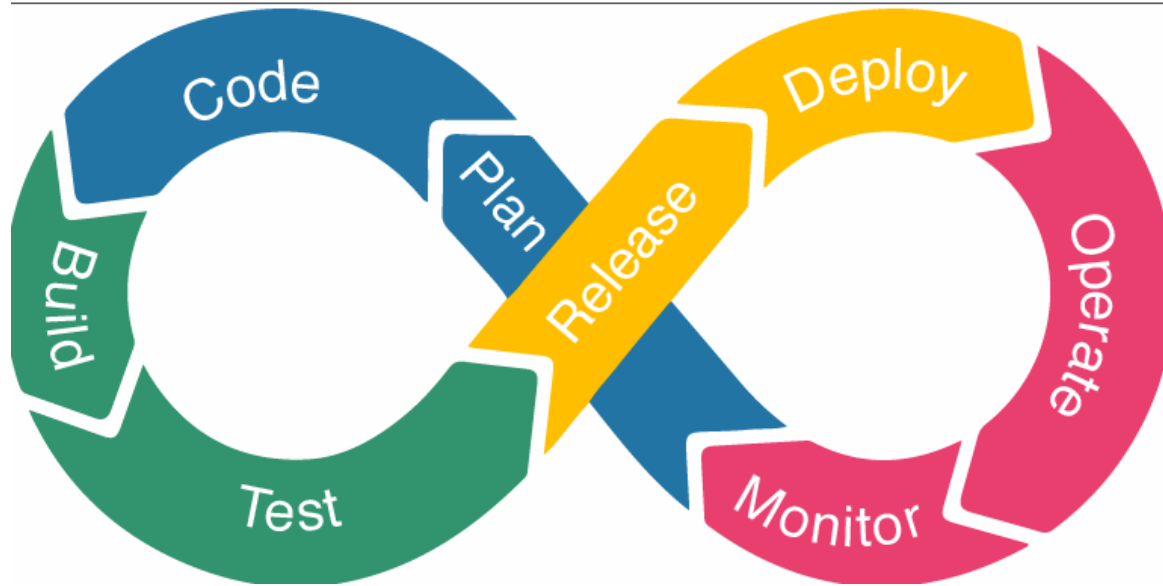 Code
Plan
Build
Test
Release
Deploy
Operate
Monitor